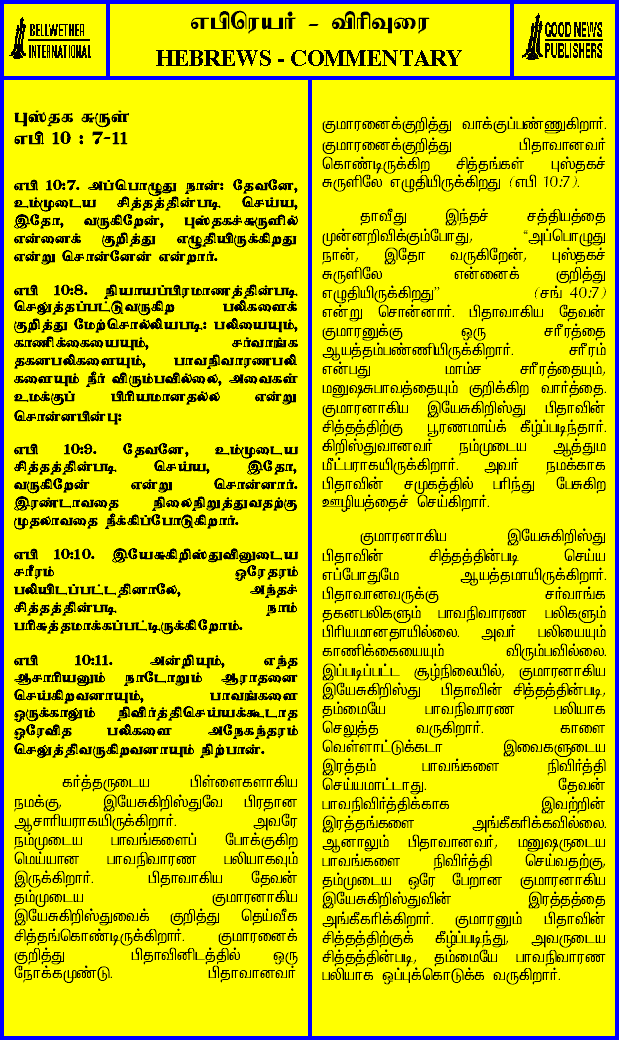 BELLWETHER
INTERNATIONAL
எபிரெயர் - விரிவுரை
HEBREWS - COMMENTARY
GOOD NEWS
PUBLISHERS
புஸ்தக சுருள்
எபி 10 : 7-11
எபி 10:7. அப்பொழுது நான்: தேவனே,
உம்முடைய சித்தத்தின்படி செய்ய,
இதோ, வருகிறேன், புஸ்தகச்சுருளில்
என்னைக் குறித்து எழுதியிருக்கிறது
என்று சொன்னேன் என்றார்.
எபி 10:8. நியாயப்பிரமாணத்தின்படி
செலுத்தப்பட்டுவருகிற பலிகளைக்
குறித்து மேற்சொல்லியபடி: பலியையும்,
காணிக்கையையும், சர்வாங்க
தகனபலிகளையும், பாவநிவாரணபலி
களையும் நீர் விரும்பவில்லை, அவைகள்
உமக்குப் பிரியமானதல்ல என்று
சொன்னபின்பு:
எபி 10:9. தேவனே, உம்முடைய
சித்தத்தின்படி செய்ய, இதோ,
வருகிறேன் என்று சொன்னார்.
இரண்டாவதை நிலைநிறுத்துவதற்கு
முதலாவதை நீக்கிப்போடுகிறார்.
எபி 10:10. இயேசுகிறிஸ்துவினுடைய
சரீரம் ஒரேதரம்
பலியிடப்பட்டதினாலே, அந்தச்
சித்தத்தின்படி நாம்
பரிசுத்தமாக்கப்பட்டிருக்கிறோம்.
எபி 10:11. அன்றியும், எந்த
ஆசாரியனும் நாடோறும் ஆராதனை
செய்கிறவனாயும், பாவங்களை
ஒருக்காலும் நிவிர்த்திசெய்யக்கூடாத
ஒரேவித பலிகளை அநேகந்தரம்
செலுத்திவருகிறவனாயும் நிற்பான்.
கர்த்தருடைய பிள்ளைகளாகிய
நமக்கு, இயேசுகிறிஸ்துவே பிரதான
ஆசாரியராகயிருக்கிறார். அவரே
நம்முடைய பாவங்களைப் போக்குகிற
மெய்யான பாவநிவாரண பலியாகவும்
இருக்கிறார். பிதாவாகிய தேவன்
தம்முடைய குமாரனாகிய
இயேசுகிறிஸ்துவைக் குறித்து தெய்வீக
சித்தங்கொண்டிருக்கிறார். குமாரனைக்
குறித்து பிதாவினிடத்தில் ஒரு
நோக்கமுண்டு. பிதாவானவர்
குமாரனைக்குறித்து வாக்குப்பண்ணுகிறார்.
குமாரனைக்குறித்து பிதாவானவர்
கொண்டிருக்கிற சித்தங்கள் புஸ்தகச்
சுருளிலே எழுதியிருக்கிறது (எபி 10:7).
தாவீது இந்தச் சத்தியத்தை
முன்னறிவிக்கும்போது, “அப்பொழுது
நான், இதோ வருகிறேன், புஸ்தகச்
சுருளிலே என்னைக் குறித்து
எழுதியிருக்கிறது” (சங் 40:7)
என்று சொன்னார். பிதாவாகிய தேவன்
குமாரனுக்கு ஒரு சரீரத்தை
ஆயத்தம்பண்ணியிருக்கிறார். சரீரம்
என்பது மாம்ச சரீரத்தையும்,
மனுஷசுபாவத்தையும் குறிக்கிற வார்த்தை.
குமாரனாகிய இயேசுகிறிஸ்து பிதாவின்
சித்தத்திற்கு பூரணமாய்க் கீழ்ப்படிந்தார்.
கிறிஸ்துவானவர் நம்முடைய ஆத்தும
மீட்பராகயிருக்கிறார். அவர் நமக்காக
பிதாவின் சமுகத்தில் பரிந்து பேசுகிற
ஊழியத்தைச் செய்கிறார்.
குமாரனாகிய இயேசுகிறிஸ்து
பிதாவின் சித்தத்தின்படி செய்ய
எப்போதுமே ஆயத்தமாயிருக்கிறார்.
பிதாவானவருக்கு சர்வாங்க
தகனபலிகளும் பாவநிவாரண பலிகளும்
பிரியமானதாயில்லை. அவர் பலியையும்
காணிக்கையையும் விரும்பவில்லை.
இப்படிப்பட்ட சூழ்நிலையில், குமாரனாகிய
இயேசுகிறிஸ்து பிதாவின் சித்தத்தின்படி,
தம்மையே பாவநிவாரண பலியாக
செலுத்த வருகிறார். காளை
வெள்ளாட்டுக்கடா இவைகளுடைய
இரத்தம் பாவங்களை நிவிர்த்தி
செய்யமாட்டாது. தேவன்
பாவநிவிர்த்திக்காக இவற்றின்
இரத்தங்களை அங்கீகரிக்கவில்லை.
ஆனாலும் பிதாவானவர், மனுஷருடைய
பாவங்களை நிவிர்த்தி செய்வதற்கு,
தம்முடைய ஒரே பேறான குமாரனாகிய
இயேசுகிறிஸ்துவின் இரத்தத்தை
அங்கீகரிக்கிறார். குமாரனும் பிதாவின்
சித்தத்திற்குக் கீழ்ப்படிந்து, அவருடைய
சித்தத்தின்படி, தம்மையே பாவநிவாரண
பலியாக ஒப்புக்கொடுக்க வருகிறார்.